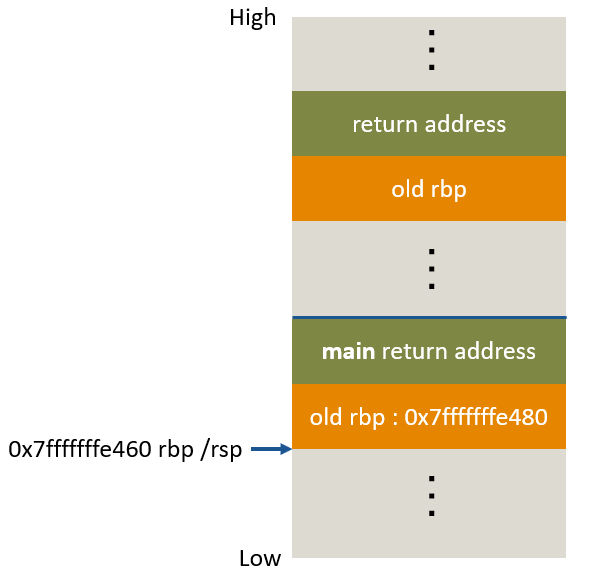 High
return address
old rbp
main return address
old rbp : 0x7fffffffe480
0x7fffffffe460 rbp /rsp
Low